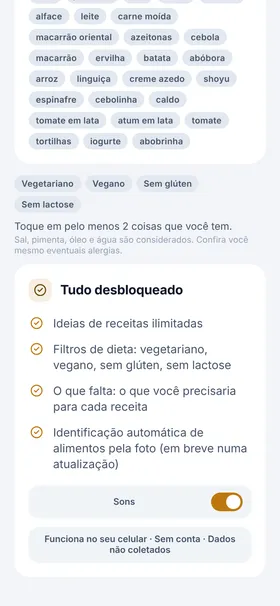 alface leite carne moída
macarrão oriental azeitonas cebola
macarrão ervilha batata abóbora
arroz linguiça creme azedo shoyu
espinafre cebolinha caldo
tomate em lata atum em lata tomate
tortilhas iogurte abobrinha
Vegetariano Vegano Sem glúten
Sem lactose
Toque em pelo menos 2 coisas que você tem.
Sal, pimenta, óleo e água são considerados. Confira você
mesmo eventuais alergias.
Tudo desbloqueado
Ideias de receitas ilimitadas
Filtros de dieta: vegetariano,
vegano, sem glúten, sem lactose
O que falta: o que você precisaria
para cada receita
Identificação automática de
alimentos pela foto (em breve numa
atualização)
Sons
Funciona no seu celular · Sem conta · Dados
não coletados